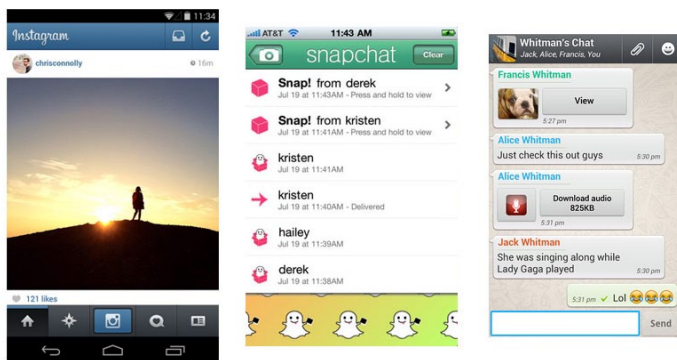 11:34
Instagram
chrisconnolly
16m
121 likes
AT&T 11:43 AM
snapchat
Clear
Snap! from derek
Jul 19 at 11:43AM - Press and hold to view
Snap! from kristen
Jul 19 at 11:41AM - Press and hold to view
kristen
Jul 19 at 11:41AM
kristen
Jul 19 at 11:40AM - Delivered
hailey
Jul 19 at 11:39AM
derek
Jul 19 at 11:38AM
Whitman's Chat
Jack, Alice, Francis, You
Francis Whitman
View
5:27 pm
Alice Whitman
Just check this out guys
5:30 pm
Alice Whitman
Download audio
825KB
5:31 pm
Jack Whitman
She was singing along while
Lady Gaga played
5:30 pm
5:31 pm ✓ Lol 😂😂😂
Send